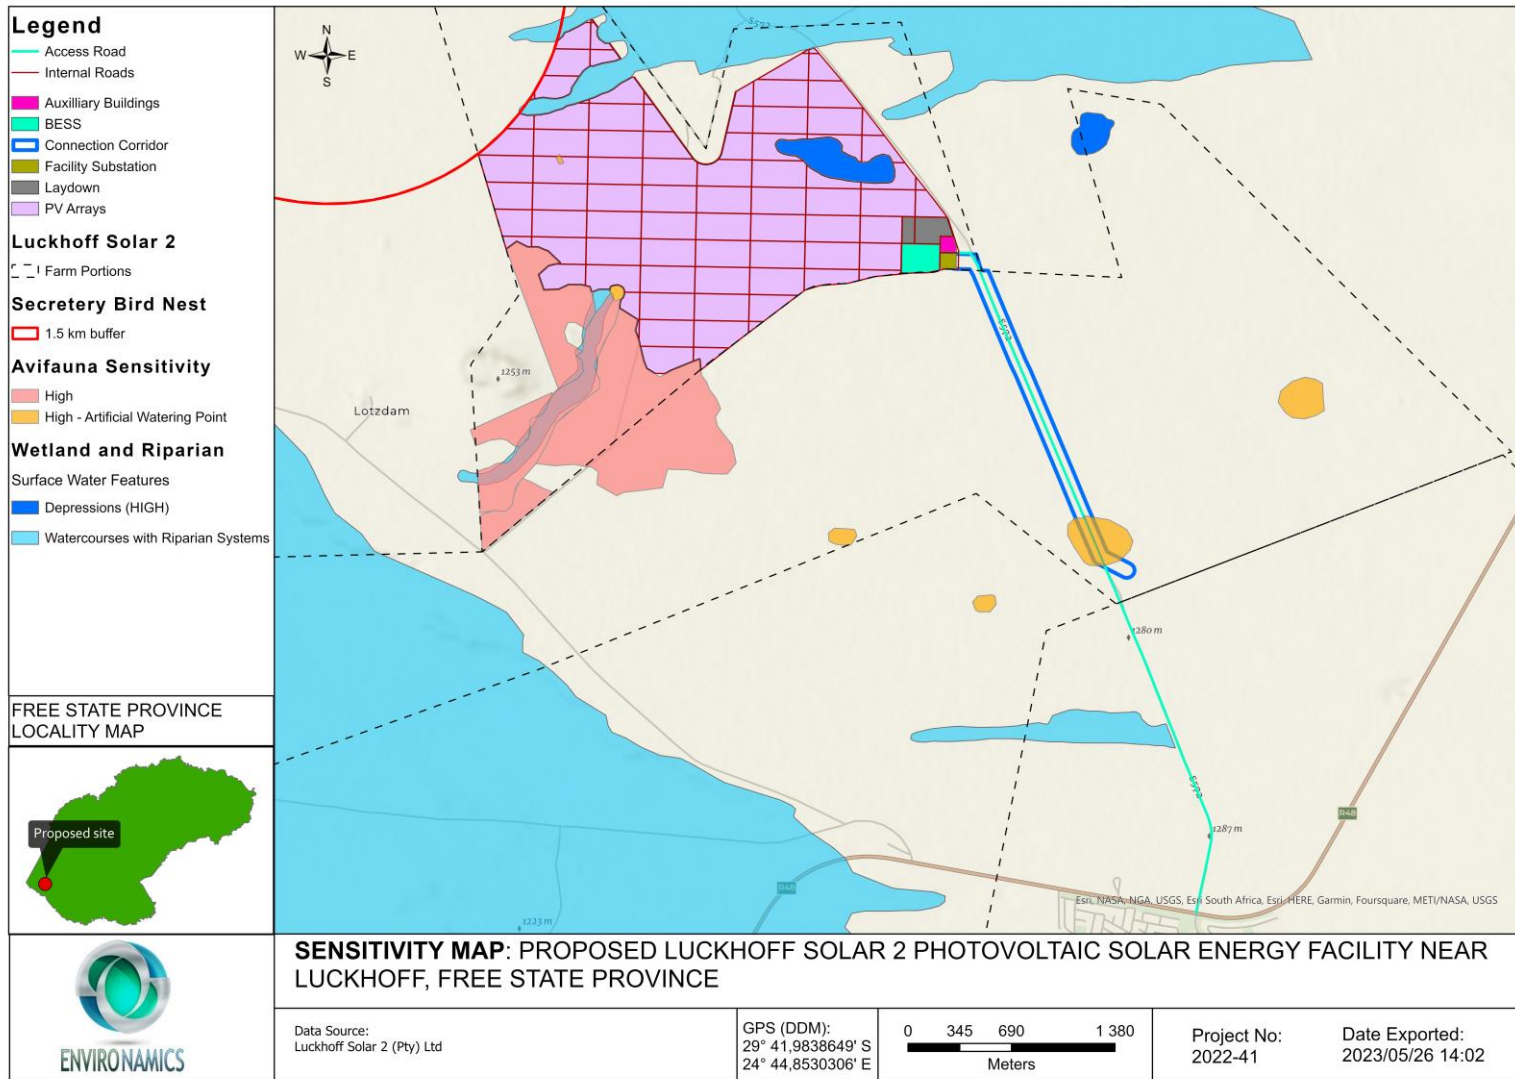 Legend
Access Road
Internal Roads
Auxilliary Buildings
BESS
Connection Corridor
Facility Substation
Laydown
PV Arrays
Luckhoff Solar 2
Farm Portions
Secretery Bird Nest
1.5 km buffer
Avifauna Sensitivity
High
High - Artificial Watering Point
Wetland and Riparian
Surface Water Features
Depressions (HIGH)
Watercourses with Riparian Systems
FREE STATE PROVINCE
LOCALITY MAP
Proposed site
ENVIRONAMICS
N
W E
S
S572
S572
1253 m
Lotzdam
1280 m
S572
1287 m
R48
R48
1223 m
Esri, NASA, NGA, USGS, Esri South Africa, Esri, HERE, Garmin, Foursquare, METI/NASA, USGS
SENSITIVITY MAP: PROPOSED LUCKHOFF SOLAR 2 PHOTOVOLTAIC SOLAR ENERGY FACILITY NEAR
LUCKHOFF, FREE STATE PROVINCE
Data Source:
Luckhoff Solar 2 (Pty) Ltd
GPS (DDM):
29° 41,9838649' S
24° 44,8530306' E
0 345 690 1 380
Meters
Project No:
2022-41
Date Exported:
2023/05/26 14:02